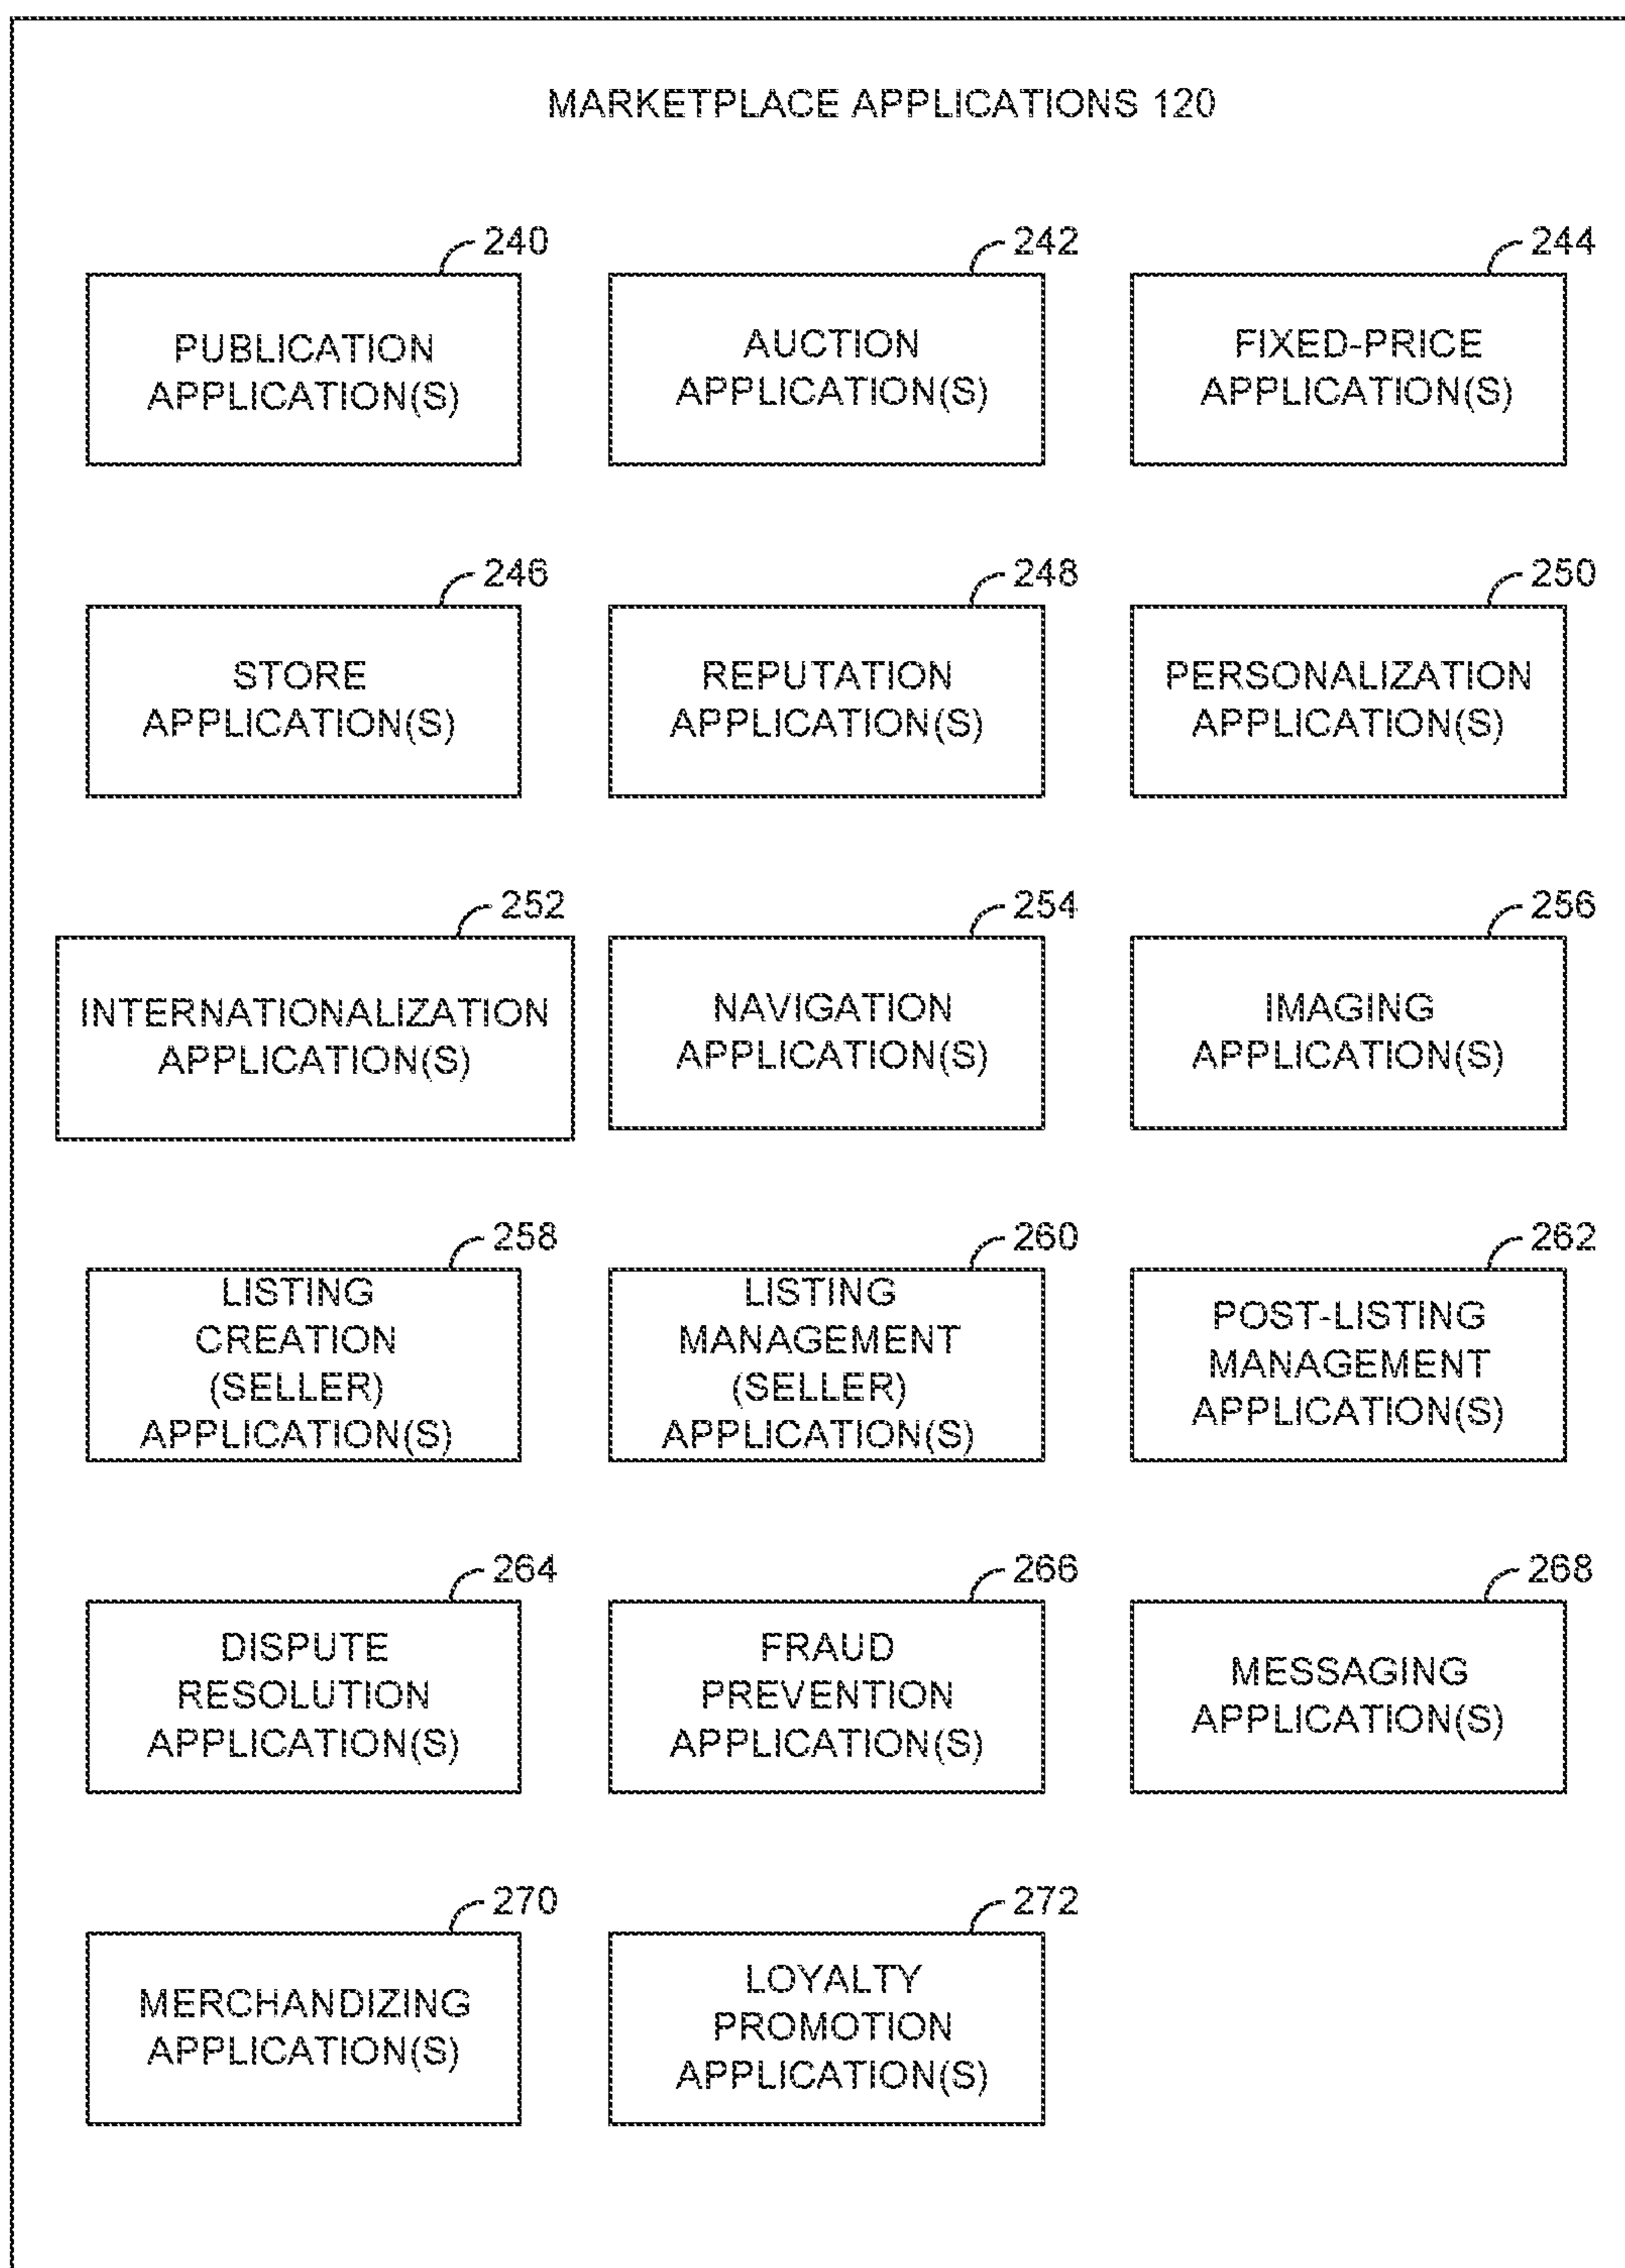 MARKETPLACE APPLICATIONS 120
240
PUBLICATION
APPLICATION(S)
242
AUCTION
APPLICATION(S)
244
FIXED-PRICE
APPLICATION(S)
246
STORE
APPLICATION(S)
248
REPUTATION
APPLICATION(S)
250
PERSONALIZATION
APPLICATION(S)
252
INTERNATIONALIZATION
APPLICATION(S)
254
NAVIGATION
APPLICATION(S)
256
IMAGING
APPLICATION(S)
258
LISTING
CREATION
(SELLER)
APPLICATION(S)
260
LISTING
MANAGEMENT
(SELLER)
APPLICATION(S)
262
POST-LISTING
MANAGEMENT
APPLICATION(S)
264
DISPUTE
RESOLUTION
APPLICATION(S)
266
FRAUD
PREVENTION
APPLICATION(S)
268
MESSAGING
APPLICATION(S)
270
MERCHANDIZING
APPLICATION(S)
272
LOYALTY
PROMOTION
APPLICATION(S)